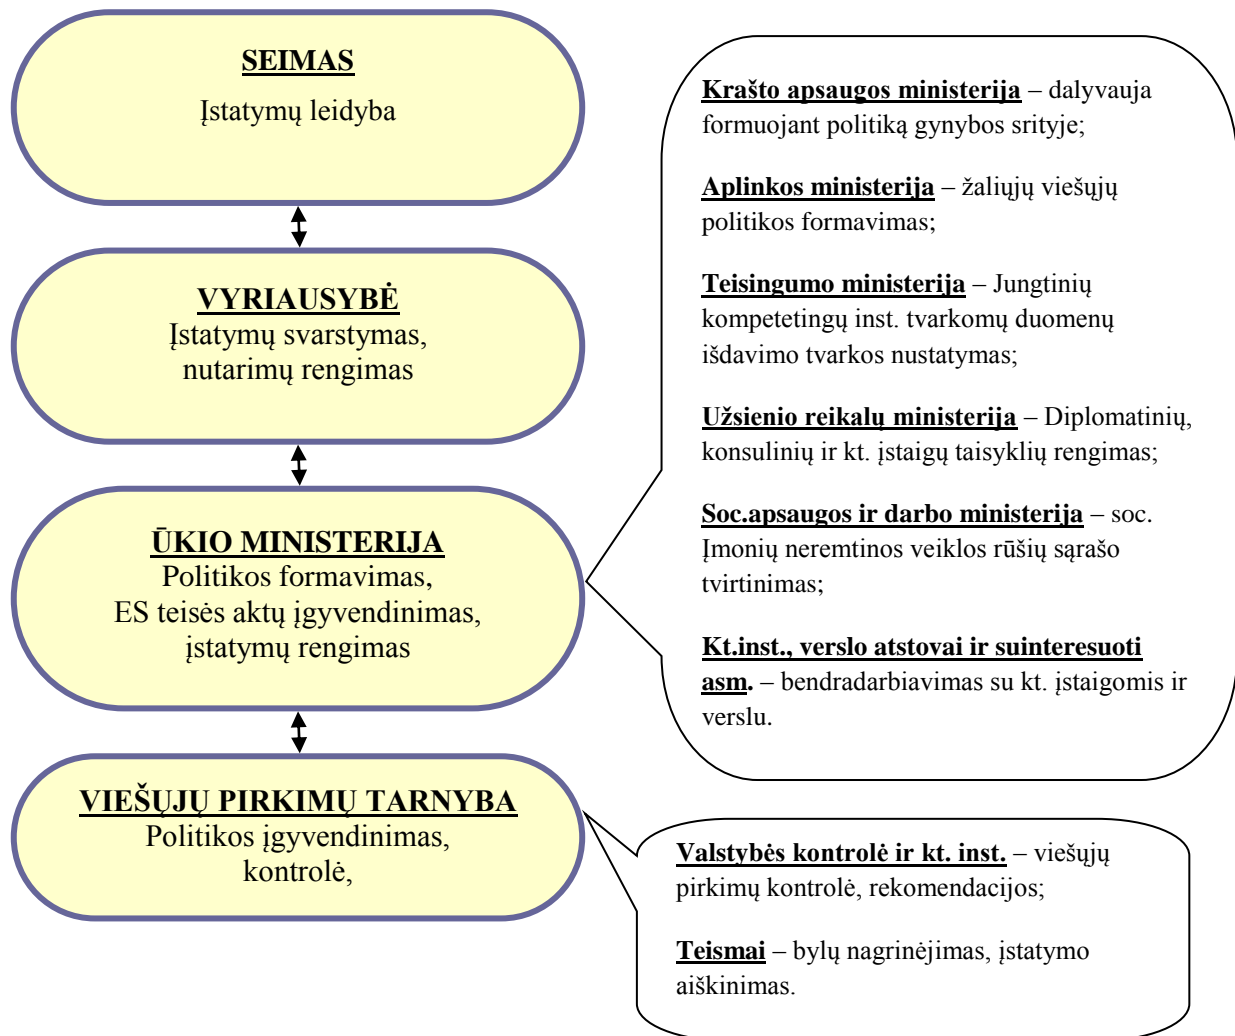 SEIMAS
Įstatymų leidyba
VYRIAUSYBĖ
Įstatymų svarstymas,
nutarimų rengimas
ŪKIO MINISTERIJA
Politikos formavimas,
ES teisės aktų įgyvendinimas,
įstatymų rengimas
VIEŠŲJŲ PIRKIMŲ TARNYBA
Politikos įgyvendinimas,
kontrolė,
Krašto apsaugos ministerija – dalyvauja
formuojant politiką gynybos srityje;
Aplinkos ministerija – žaliųjų viešųjų
politikos formavimas;
Teisingumo ministerija – Jungtinių
kompetetingų inst. tvarkomų duomenų
išdavimo tvarkos nustatymas;
Užsienio reikalų ministerija – Diplomatinių,
konsulinių ir kt. įstaigų taisyklių rengimas;
Soc.apsaugos ir darbo ministerija – soc.
Įmonių neremtinos veiklos rūšių sąrašo
tvirtinimas;
Kt.inst., verslo atstovai ir suinteresuoti
asm. – bendradarbiavimas su kt. įstaigomis ir
verslu.
Valstybės kontrolė ir kt. inst. – viešųjų
pirkimų kontrolė, rekomendacijos;
Teismai – bylų nagrinėjimas, įstatymo
aiškinimas.